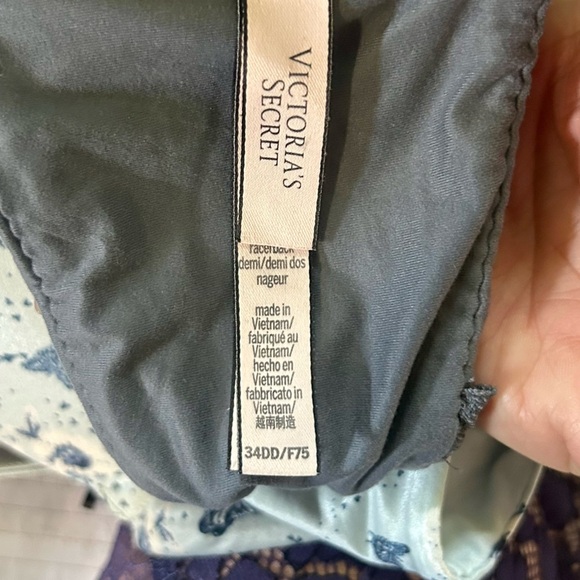 VICTORIA'S
SECRET
racerback
demi/demi dos
nageur
made in
Vietnam/
fabriqué au
Vietnam/
hecho en
Vietnam/
fabbricato in
Vietnam/
越南制造
34DD/F75